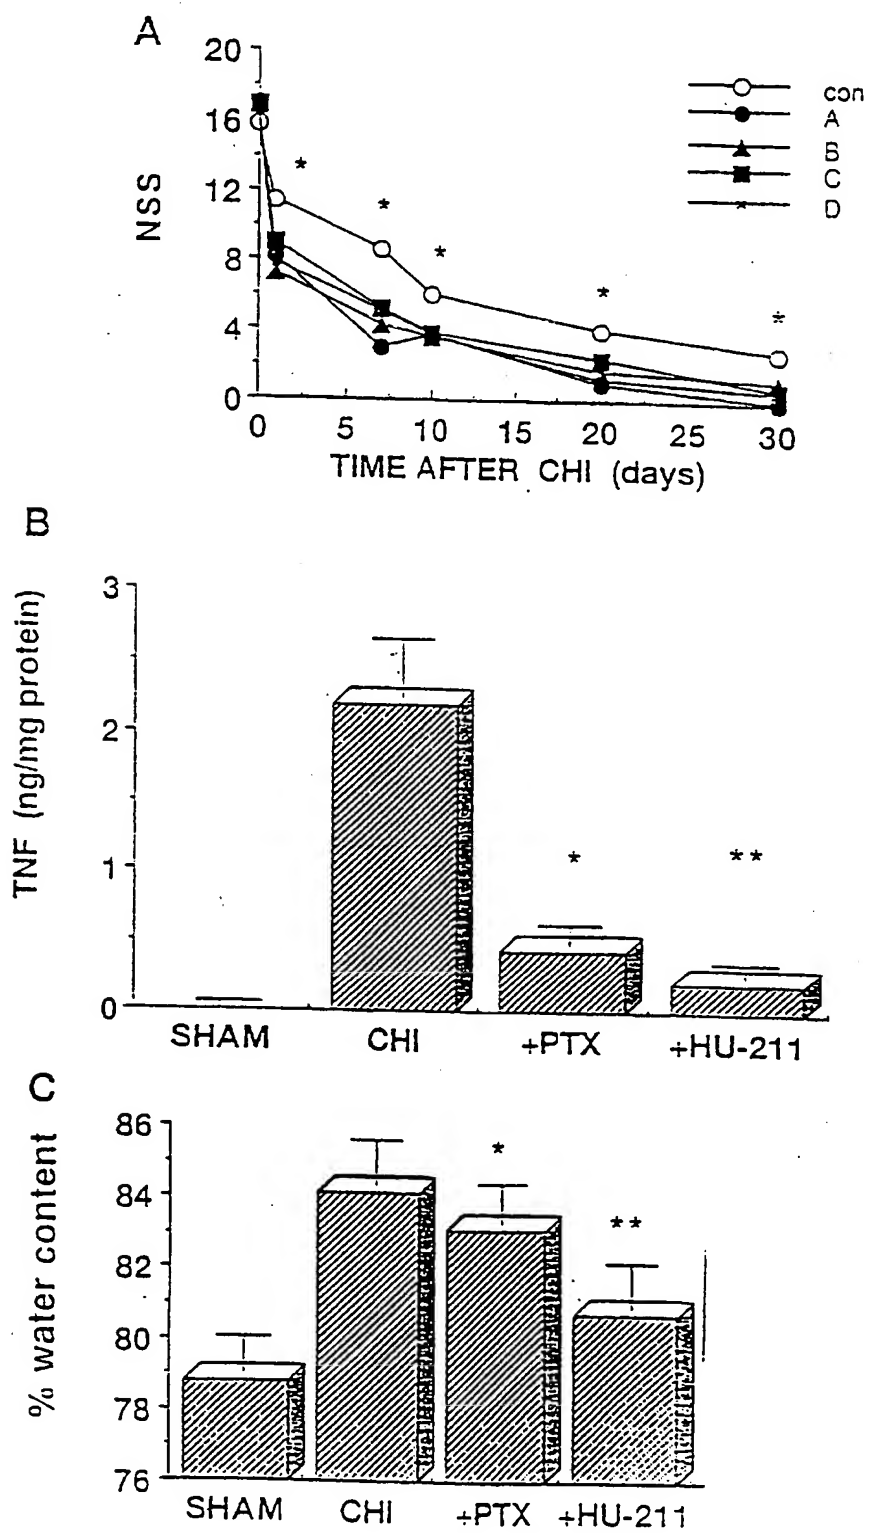 A
20
16
12
8
4
0
NSS
* * * * *
con
A
B
C
D
0 5 10 15 20 25 30
TIME AFTER CHI (days)
B
TNF (ng/mg protein)
3
2
1
0
* **
SHAM CHI +PTX +HU-211
C
% water content
86
84
82
80
78
76
* **
SHAM CHI +PTX +HU-211